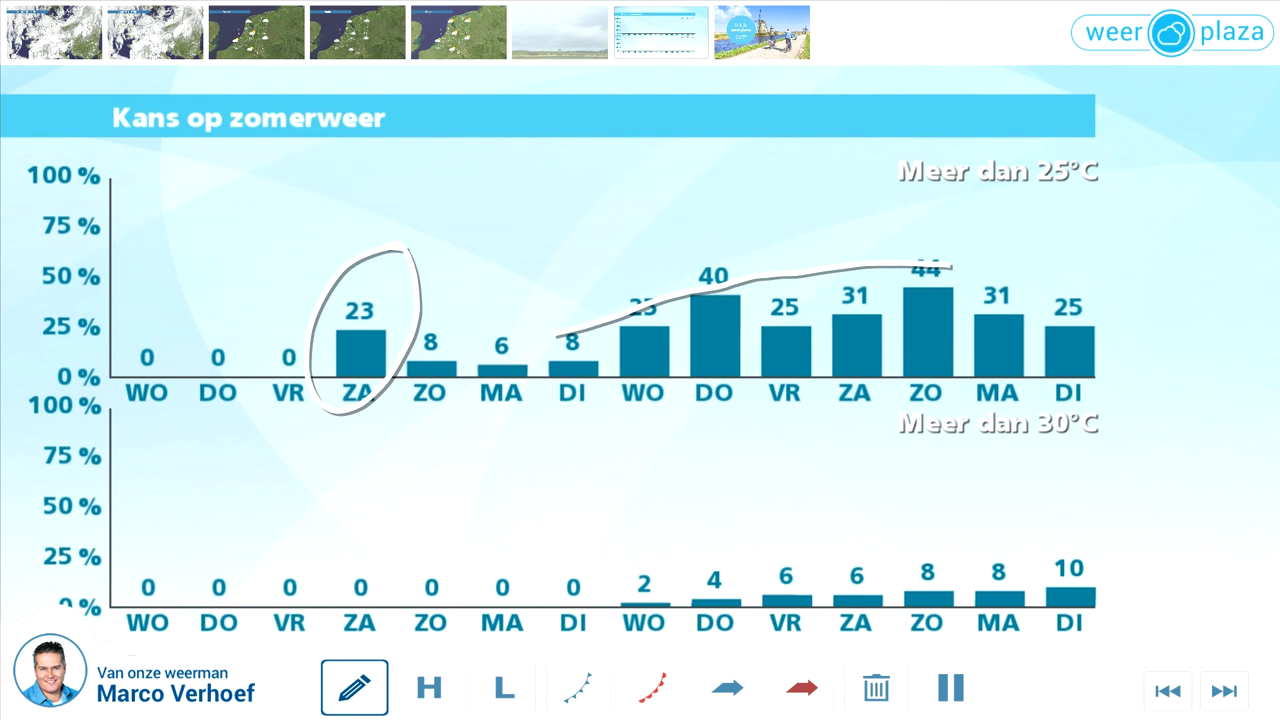 weer plaza
Kans op zomerweer
Meer dan 25°C
100 %
75 %
50 %
25 %
0 %
0 0 0 23 8 6 8 25 40 25 31 44 31 25
WO DO VR ZA ZO MA DI WO DO VR ZA ZO MA DI
Meer dan 30°C
100 %
75 %
50 %
25 %
0 %
0 0 0 0 0 0 0 2 4 6 6 8 8 10
WO DO VR ZA ZO MA DI WO DO VR ZA ZO MA DI
Van onze weerman
Marco Verhoef
H L